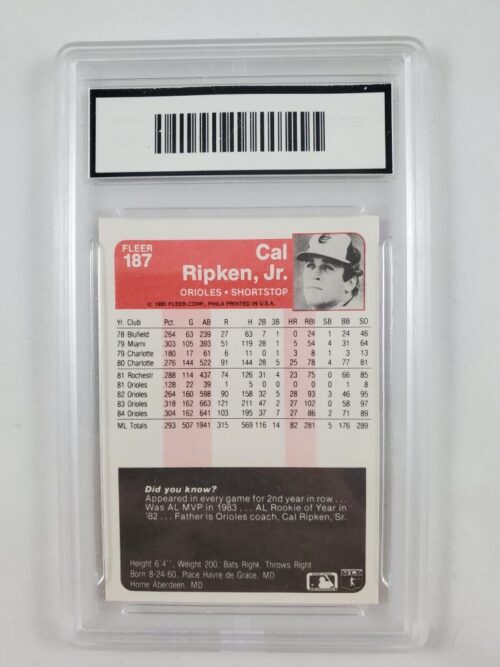 FLEER
187
Cal
Ripken, Jr.
ORIOLES • SHORTSTOP
© 1985 FLEER CORP., PHILA PRINTED IN U.S.A.
Yr. Club Pct. G AB R H 2B 3B HR RBI SB BB SO
78 Bluefield .264 63 239 27 63 7 1 0 24 1 24 46
79 Miami .303 105 393 51 119 28 1 5 54 4 31 64
79 Charlotte .180 17 61 6 11 0 1 3 8 1 3 13
80 Charlotte .276 144 522 91 144 28 5 25 78 4 77 81
81 Rochestr .288 114 437 74 126 31 4 23 75 0 66 85
81 Orioles .128 22 39 1 5 0 0 0 0 0 1 8
82 Orioles .264 160 598 90 158 32 5 28 93 3 46 95
83 Orioles .318 162 663 121 211 47 2 27 102 0 58 97
84 Orioles .304 162 641 103 195 37 7 27 86 2 71 89
ML Totals .293 507 1941 315 569 116 14 82 281 5 176 289
Did you know?
Appeared in every game for 2nd year in row . . .
Was AL MVP in 1983 . . . AL Rookie of Year in
'82 . . . Father is Orioles coach, Cal Ripken, Sr.
Height 6'4'', Weight 200, Bats Right, Throws Right
Born 8-24-60, Place Havre de Grace, MD
Home Aberdeen, MD